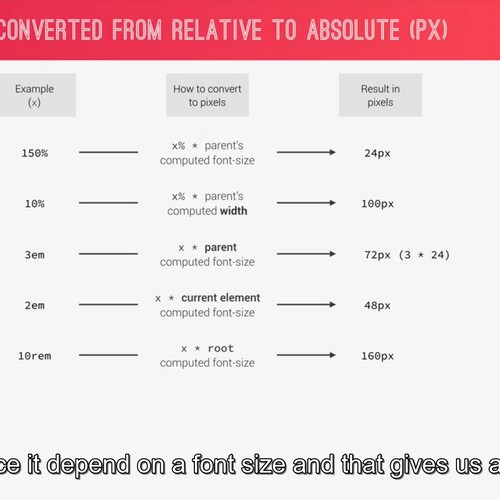 CONVERTED FROM RELATIVE TO ABSOLUTE (PX)
Example
(x)
How to convert
to pixels
Result in
pixels
150%
x% * parent's
computed font-size
24px
10%
x% * parent's
computed width
100px
3em
x * parent
computed font-size
72px (3 * 24)
2em
x * current element
computed font-size
48px
10rem
x * root
computed font-size
160px
ce it depend on a font size and that gives us a